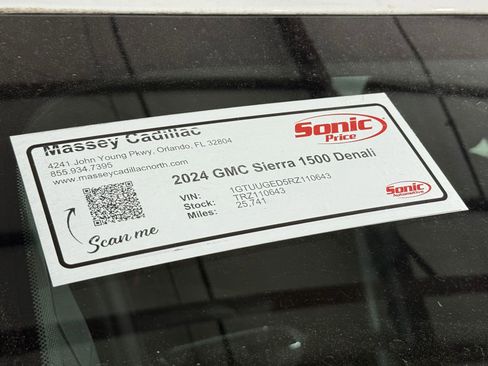 Massey Cadillac
4241 John Young Pkwy, Orlando, FL 32804
855.934.7395
www.masseycadillacnorth.com
Sonic
Price
2024 GMC Sierra 1500 Denali
VIN: 1GTUUGED5RZ110643
Stock: TRZ110643
Miles: 25,741
Scan me
Sonic
Automotive